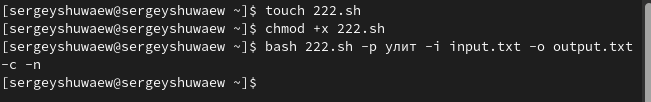 [sergeyshuwaew@sergeyshuwaew ~]$ touch 222.sh
[sergeyshuwaew@sergeyshuwaew ~]$ chmod +x 222.sh
[sergeyshuwaew@sergeyshuwaew ~]$ bash 222.sh -p улит -i input.txt -o output.txt
-c -n
[sergeyshuwaew@sergeyshuwaew ~]$